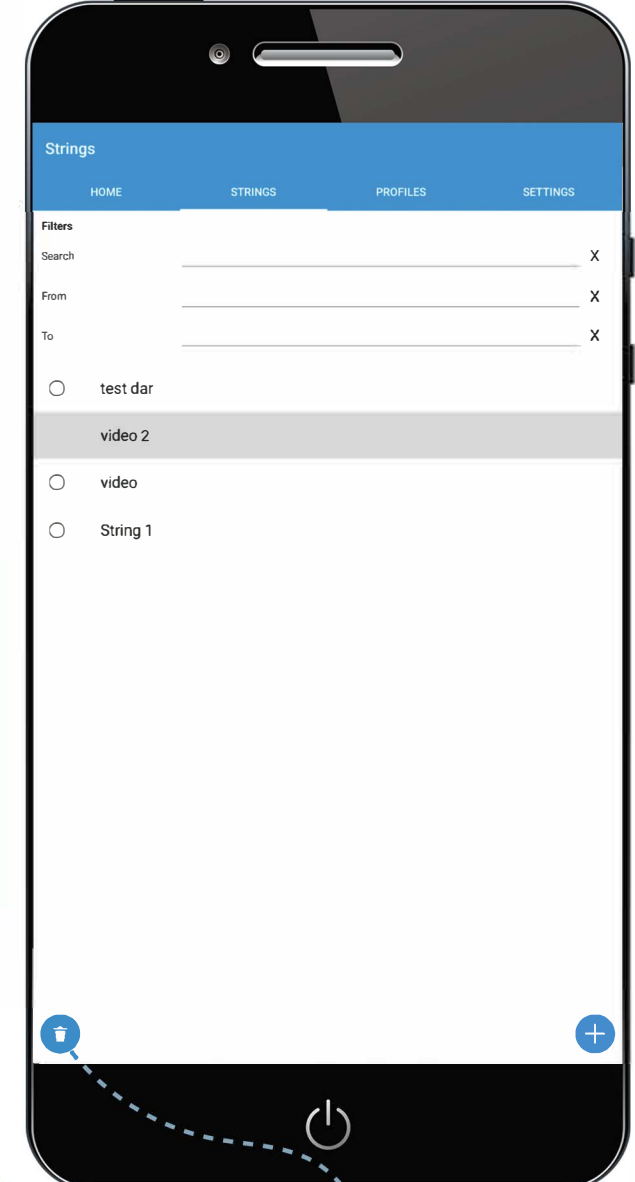 Strings
HOME STRINGS PROFILES SETTINGS
Filters
Search X
From X
To X
test dar
video 2
video
String 1